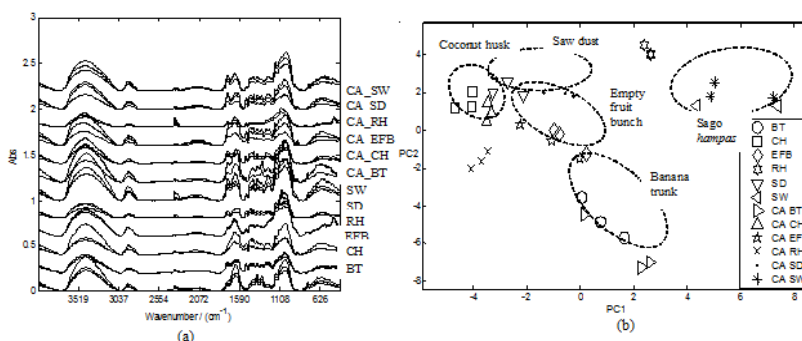 3
2.5
2
1.5
1
0.5
0
Abs
CA_SW
CA_SD
CA_RH
CA_EFB
CA_CH
CA_BT
SW
SD
RH
EFB
CH
BT
3519 3037 2554 2072 1590 1108 626
Wavenumber / (cm⁻¹)
(a)
4
2
0
-2
-4
-6
-8
PC2
Coconut husk
Saw dust
Empty
fruit
bunch
Sago
hampas
Banana
trunk
BT
CH
EFB
RH
SD
SW
CA BT
CA CH
CA EF
CA RH
CA SD
CA SW
-4 -2 0 2 4 6 8
PC1
(b)